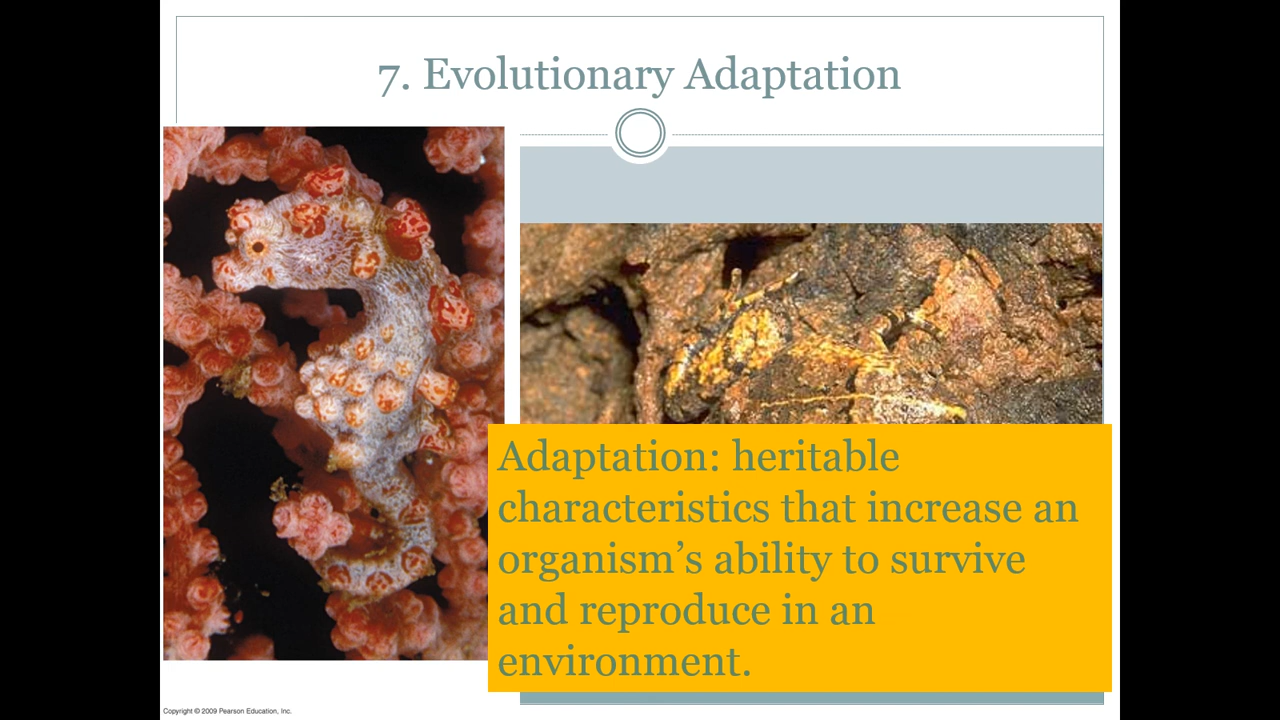 7. Evolutionary Adaptation
Adaptation: heritable
characteristics that increase an
organism’s ability to survive
and reproduce in an
environment.
Copyright © 2009 Pearson Education, Inc.